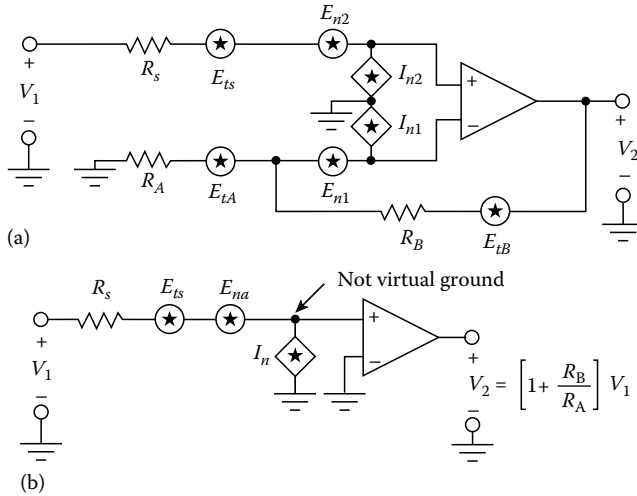 E_n2
R_s
E_ts
+
V_1
−
I_n2
I_n1
+
−
+
V_2
−
R_A
E_tA
E_n1
R_B
E_tB
(a)
Not virtual ground
R_s
E_ts
E_na
+
V_1
−
I_n
+
−
+
V_2 = [1+ R_B/R_A] V_1
−
(b)